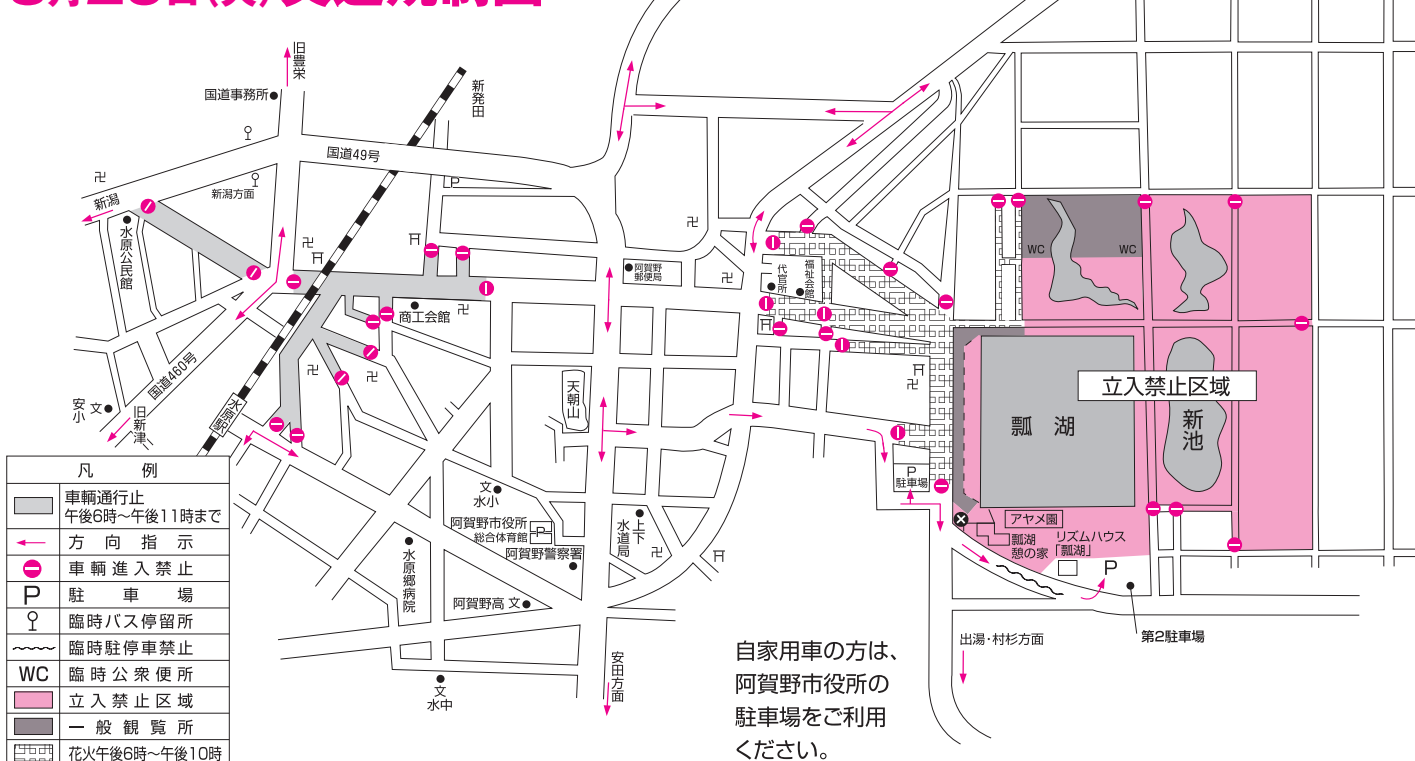 旧豊栄
国道事務所
新発田
国道49号
新潟方面
新潟
水原公民館
P
商工会館
国道460号
安小
文
旧新津
水原駅
阿賀野
郵便局
代官所
福祉会館
WC
WC
立入禁止区域
瓢湖
新池
天朝山
P
駐車場
アヤメ園
瓢湖
憩の家
リズムハウス
「瓢湖」
P
第2駐車場
出湯・村杉方面
文
水小
阿賀野市役所
総合体育館
P
阿賀野警察署
上下
水道局
水原郷病院
阿賀野高
文
文
水中
安田方面
自家用車の方は、
阿賀野市役所の
駐車場をご利用
ください。
凡例
車輌通行止
午後6時～午後11時まで
方向指示
車輌進入禁止
P
駐車場
臨時バス停留所
臨時駐停車禁止
WC
臨時公衆便所
立入禁止区域
一般観覧所
花火午後6時～午後10時